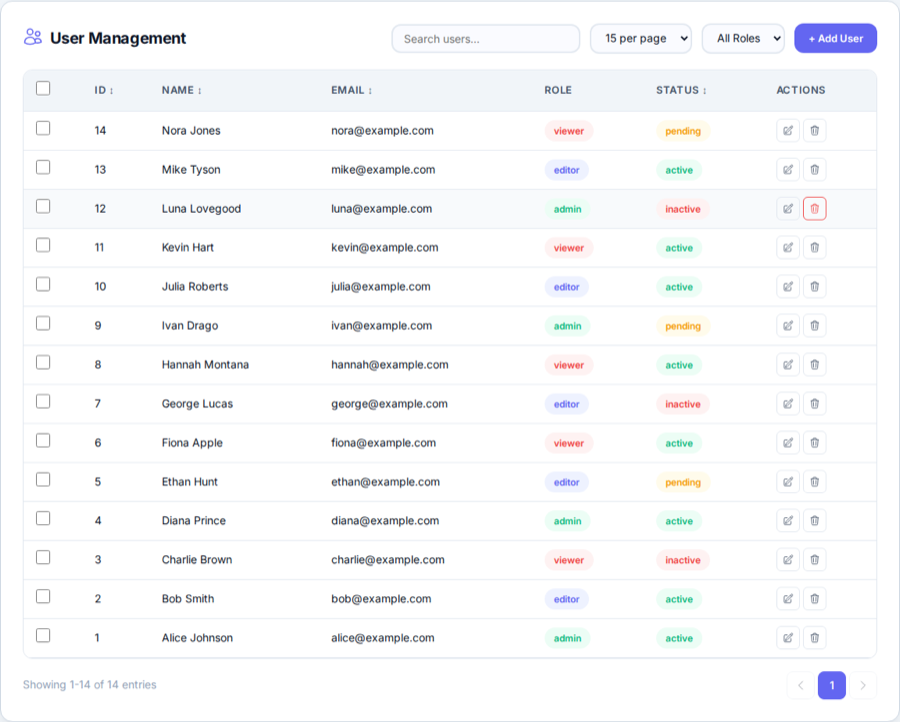 User Management
Search users...
15 per page
All Roles
+ Add User
ID ↕ NAME ↕ EMAIL ↕ ROLE STATUS ↕ ACTIONS
14 Nora Jones nora@example.com viewer pending
13 Mike Tyson mike@example.com editor active
12 Luna Lovegood luna@example.com admin inactive
11 Kevin Hart kevin@example.com viewer active
10 Julia Roberts julia@example.com editor active
9 Ivan Drago ivan@example.com admin pending
8 Hannah Montana hannah@example.com viewer active
7 George Lucas george@example.com editor inactive
6 Fiona Apple fiona@example.com viewer active
5 Ethan Hunt ethan@example.com editor pending
4 Diana Prince diana@example.com admin active
3 Charlie Brown charlie@example.com viewer inactive
2 Bob Smith bob@example.com editor active
1 Alice Johnson alice@example.com admin active
Showing 1-14 of 14 entries
1